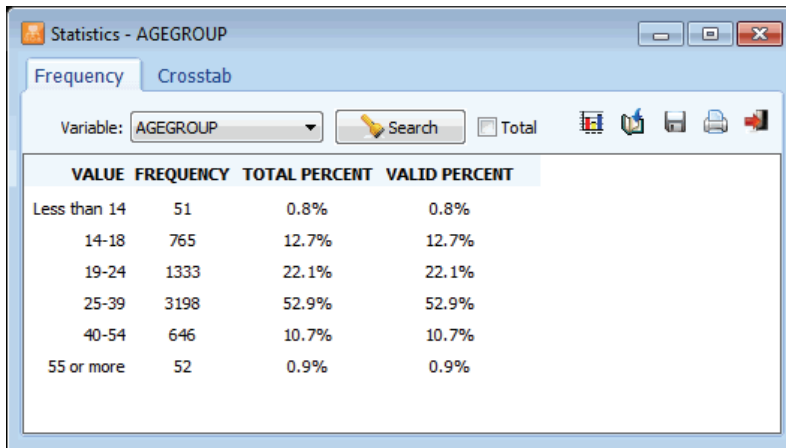 Statistics - AGEGROUP
Frequency Crosstab
Variable: AGEGROUP Search Total
VALUE FREQUENCY TOTAL PERCENT VALID PERCENT
Less than 14 51 0.8% 0.8%
14-18 765 12.7% 12.7%
19-24 1333 22.1% 22.1%
25-39 3198 52.9% 52.9%
40-54 646 10.7% 10.7%
55 or more 52 0.9% 0.9%